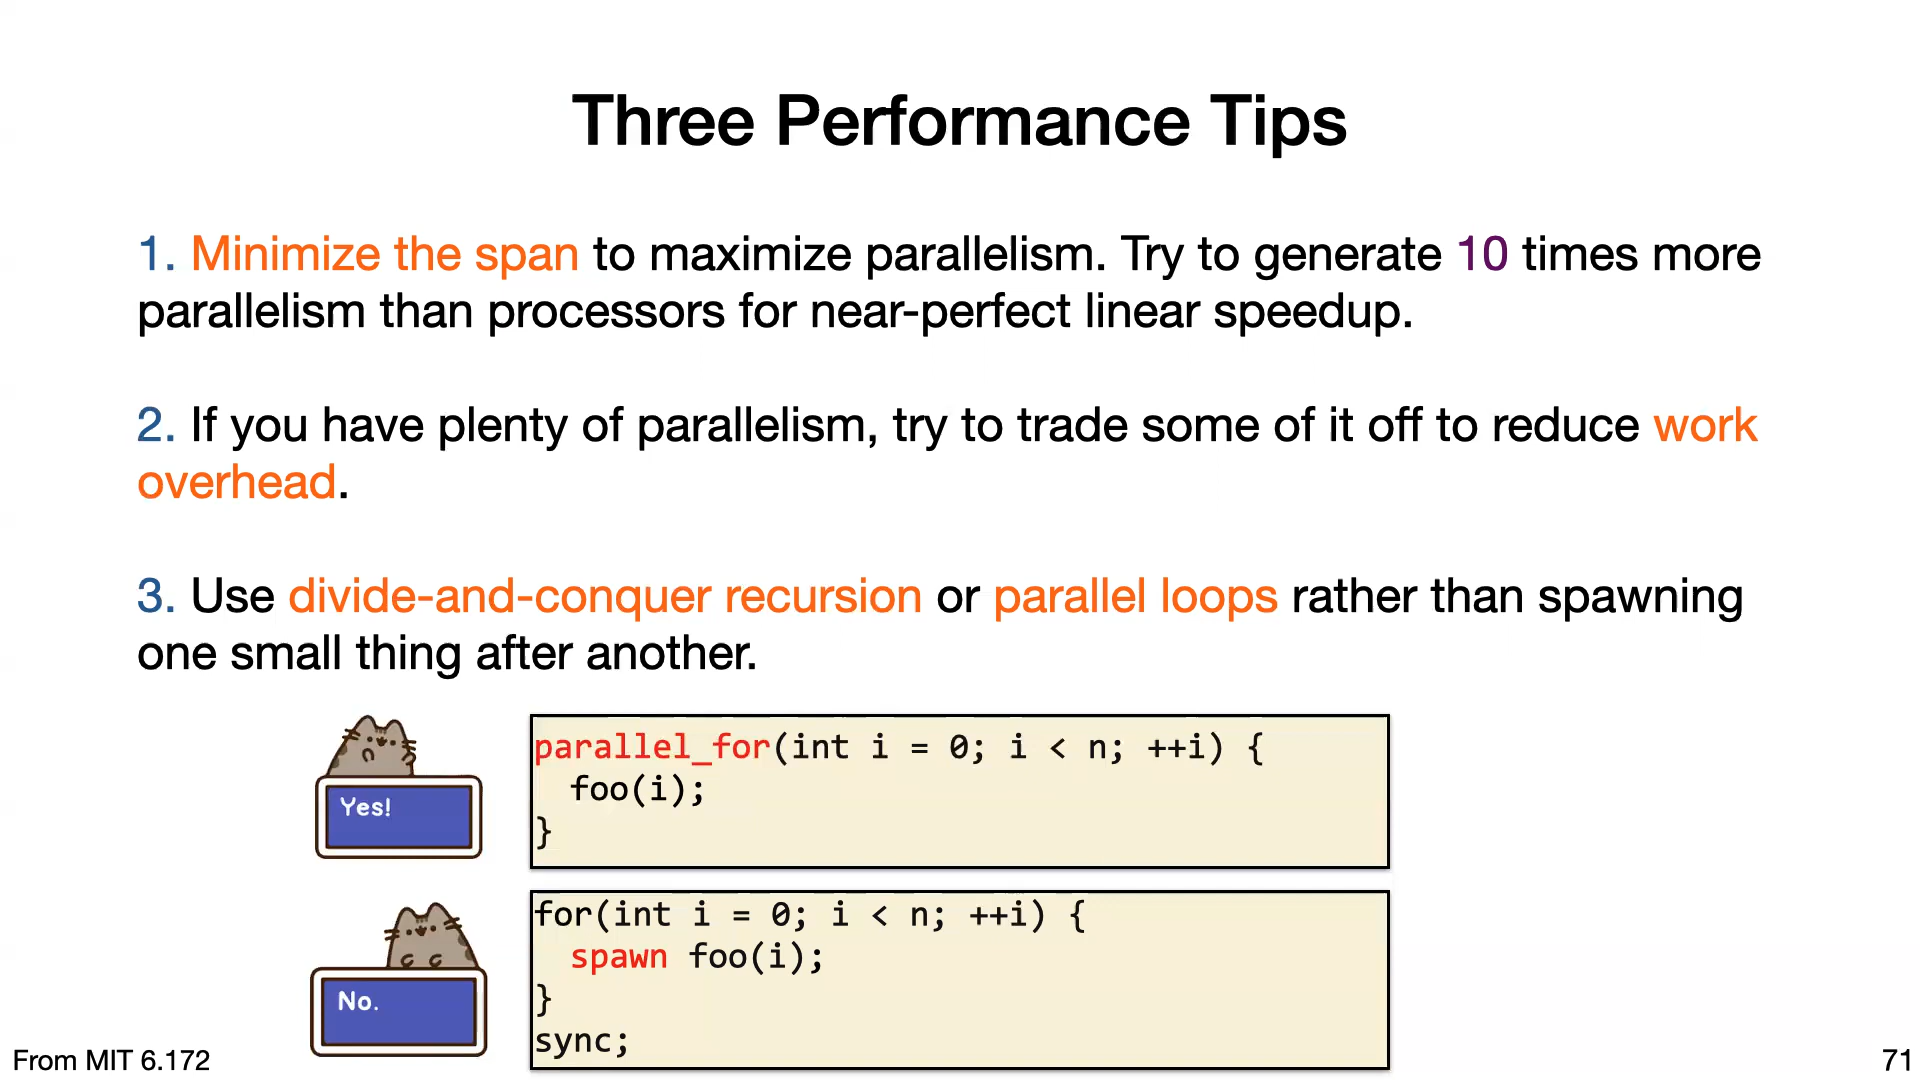 Three Performance Tips
1. Minimize the span to maximize parallelism. Try to generate 10 times more
parallelism than processors for near-perfect linear speedup.
2. If you have plenty of parallelism, try to trade some of it off to reduce work
overhead.
3. Use divide-and-conquer recursion or parallel loops rather than spawning
one small thing after another.
Yes!
parallel_for(int i = 0; i < n; ++i) {
  foo(i);
}
No.
for(int i = 0; i < n; ++i) {
  spawn foo(i);
}
sync;
From MIT 6.172
71